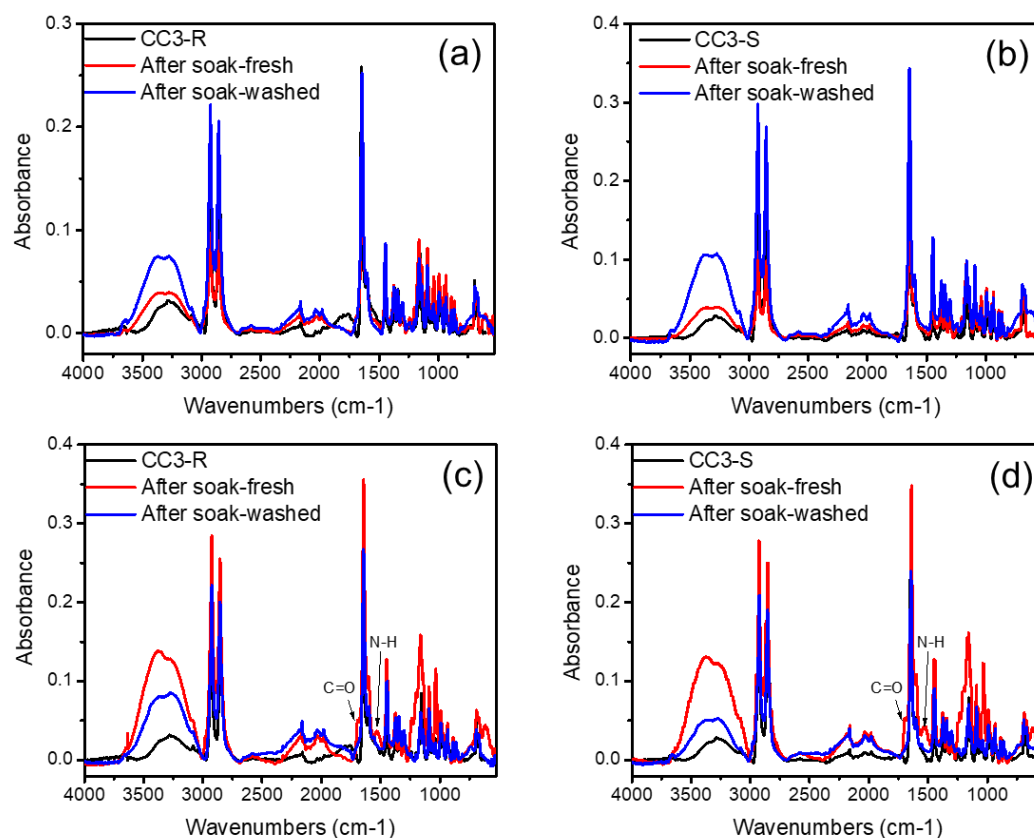 0.3
(a)
CC3-R
After soak-fresh
After soak-washed
0.2
0.1
0.0
Absorbance
4000 3500 3000 2500 2000 1500 1000
Wavenumbers (cm-1)
0.4
(b)
CC3-S
After soak-fresh
After soak-washed
0.3
0.2
0.1
0.0
Absorbance
4000 3500 3000 2500 2000 1500 1000
Wavenumbers (cm-1)
0.4
(c)
CC3-R
After soak-fresh
After soak-washed
0.3
0.2
N-H
C=O
0.1
0.0
Absorbance
4000 3500 3000 2500 2000 1500 1000
Wavenumbers (cm-1)
0.4
(d)
CC3-S
After soak-fresh
After soak-washed
0.3
0.2
N-H
C=O
0.1
0.0
Absorbance
4000 3500 3000 2500 2000 1500 1000
Wavenumbers (cm-1)